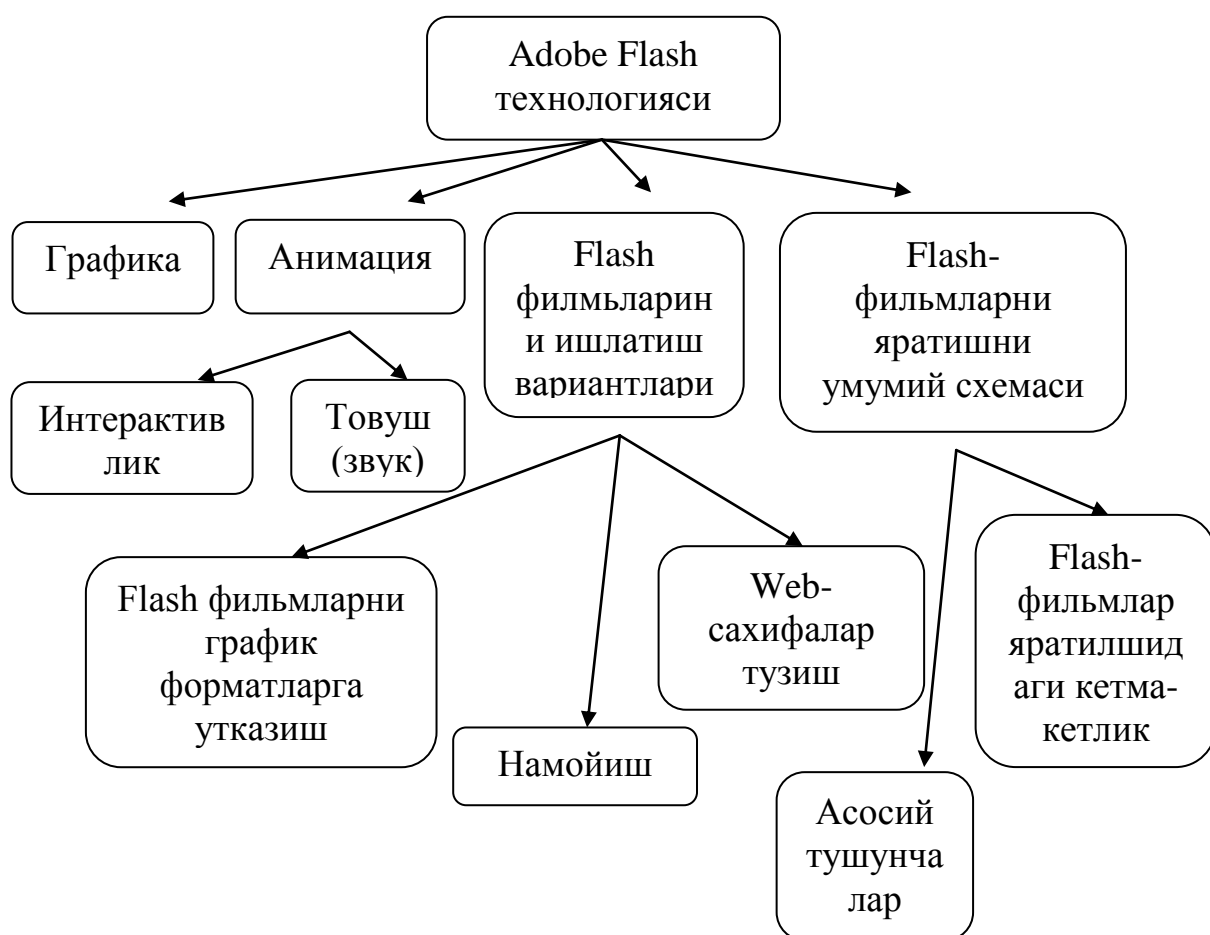 Adobe Flash
технологияси
Графика
Анимация
Flash
филмьларин
и ишлатиш
вариантлари
Flash-
фильмларни
яратишни
умумий схемаси
Интерактив
лик
Товуш
(звук)
Flash фильмларни
график
форматларга
утказиш
Намойиш
Web-
сахифалар
тузиш
Асосий
тушунча
лар
Flash-
фильмлар
яратилшид
аги кетма-
кетлик